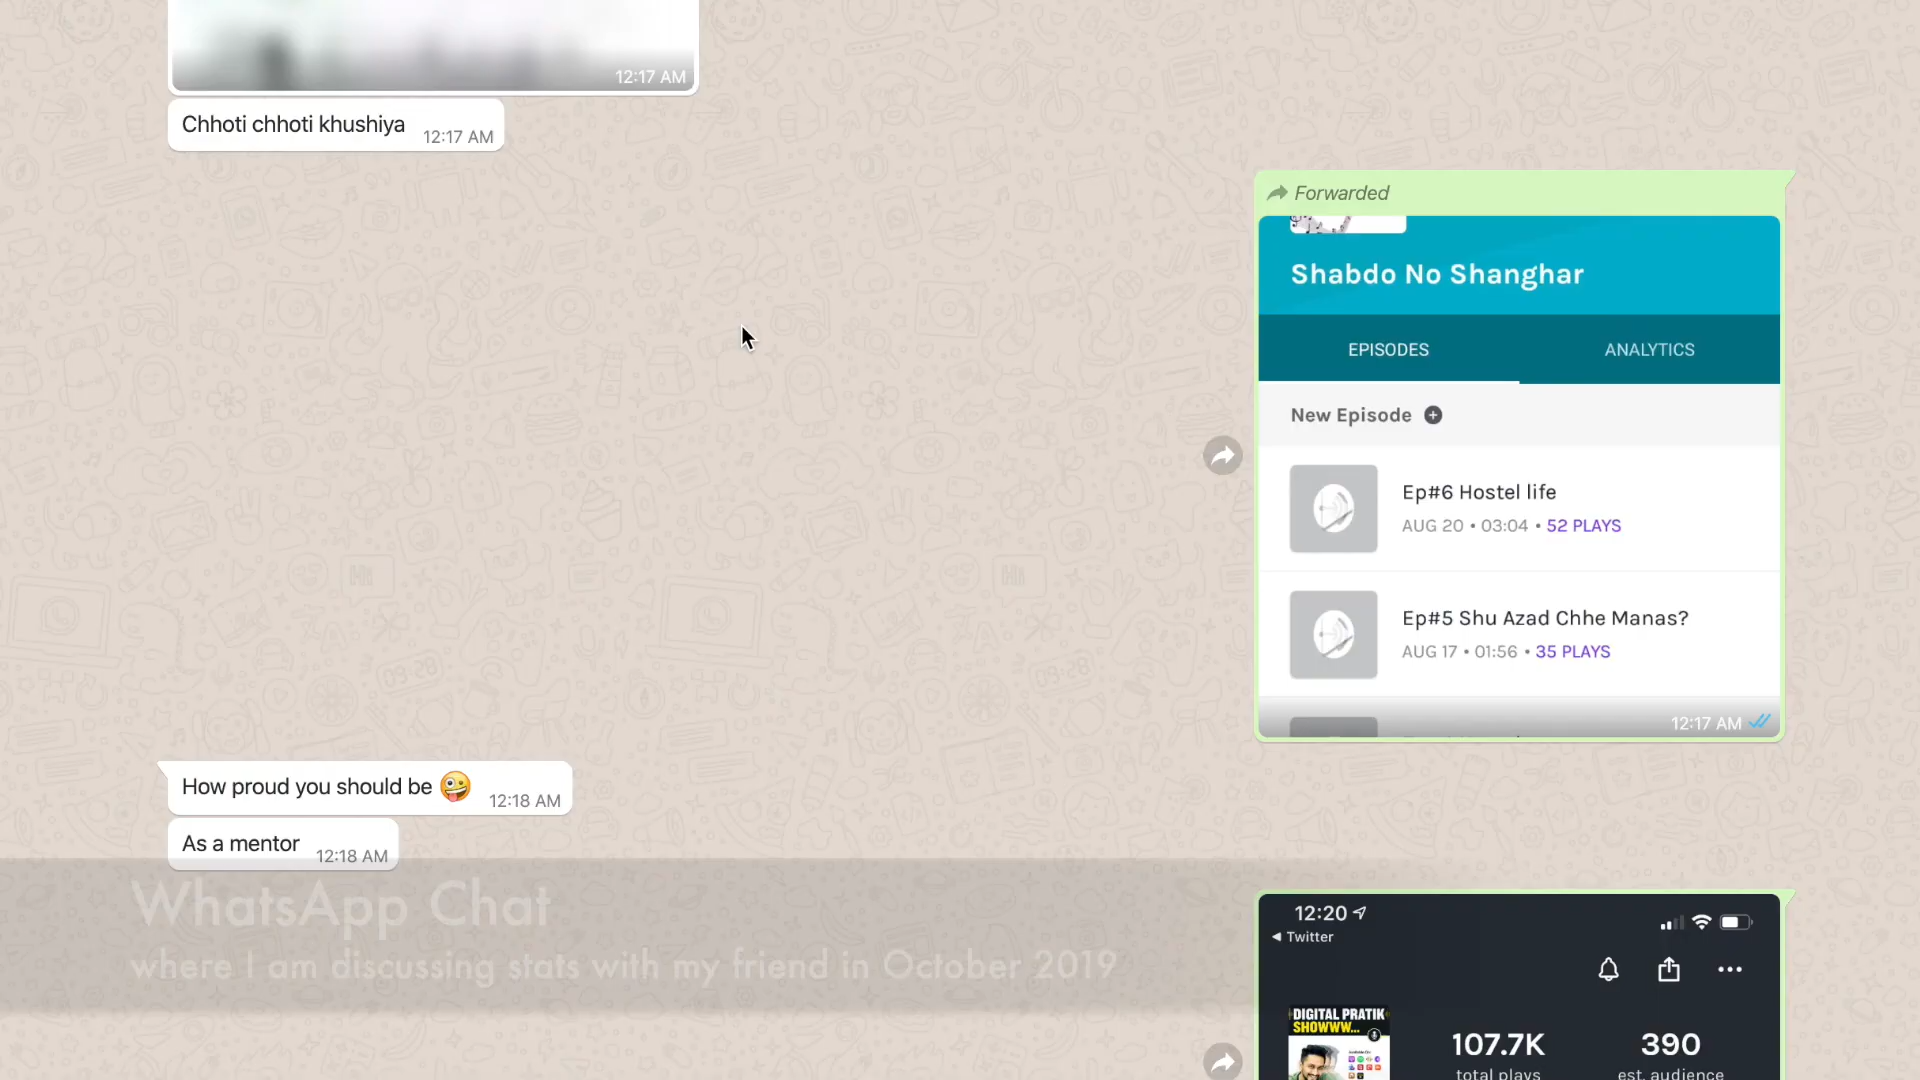 12:17 AM
Chhoti chhoti khushiya 12:17 AM
Forwarded
Shabdo No Shanghar
EPISODES ANALYTICS
New Episode
Ep#6 Hostel life
AUG 20 • 03:04 • 52 PLAYS
Ep#5 Shu Azad Chhe Manas?
AUG 17 • 01:56 • 35 PLAYS
12:17 AM
How proud you should be 🤪 12:18 AM
As a mentor 12:18 AM
WhatsApp Chat
where I am discussing stats with my friend in October 2019
12:20
Twitter
DIGITAL PRATIK
SHOWWW...
107.7K 390
total plays est. audience